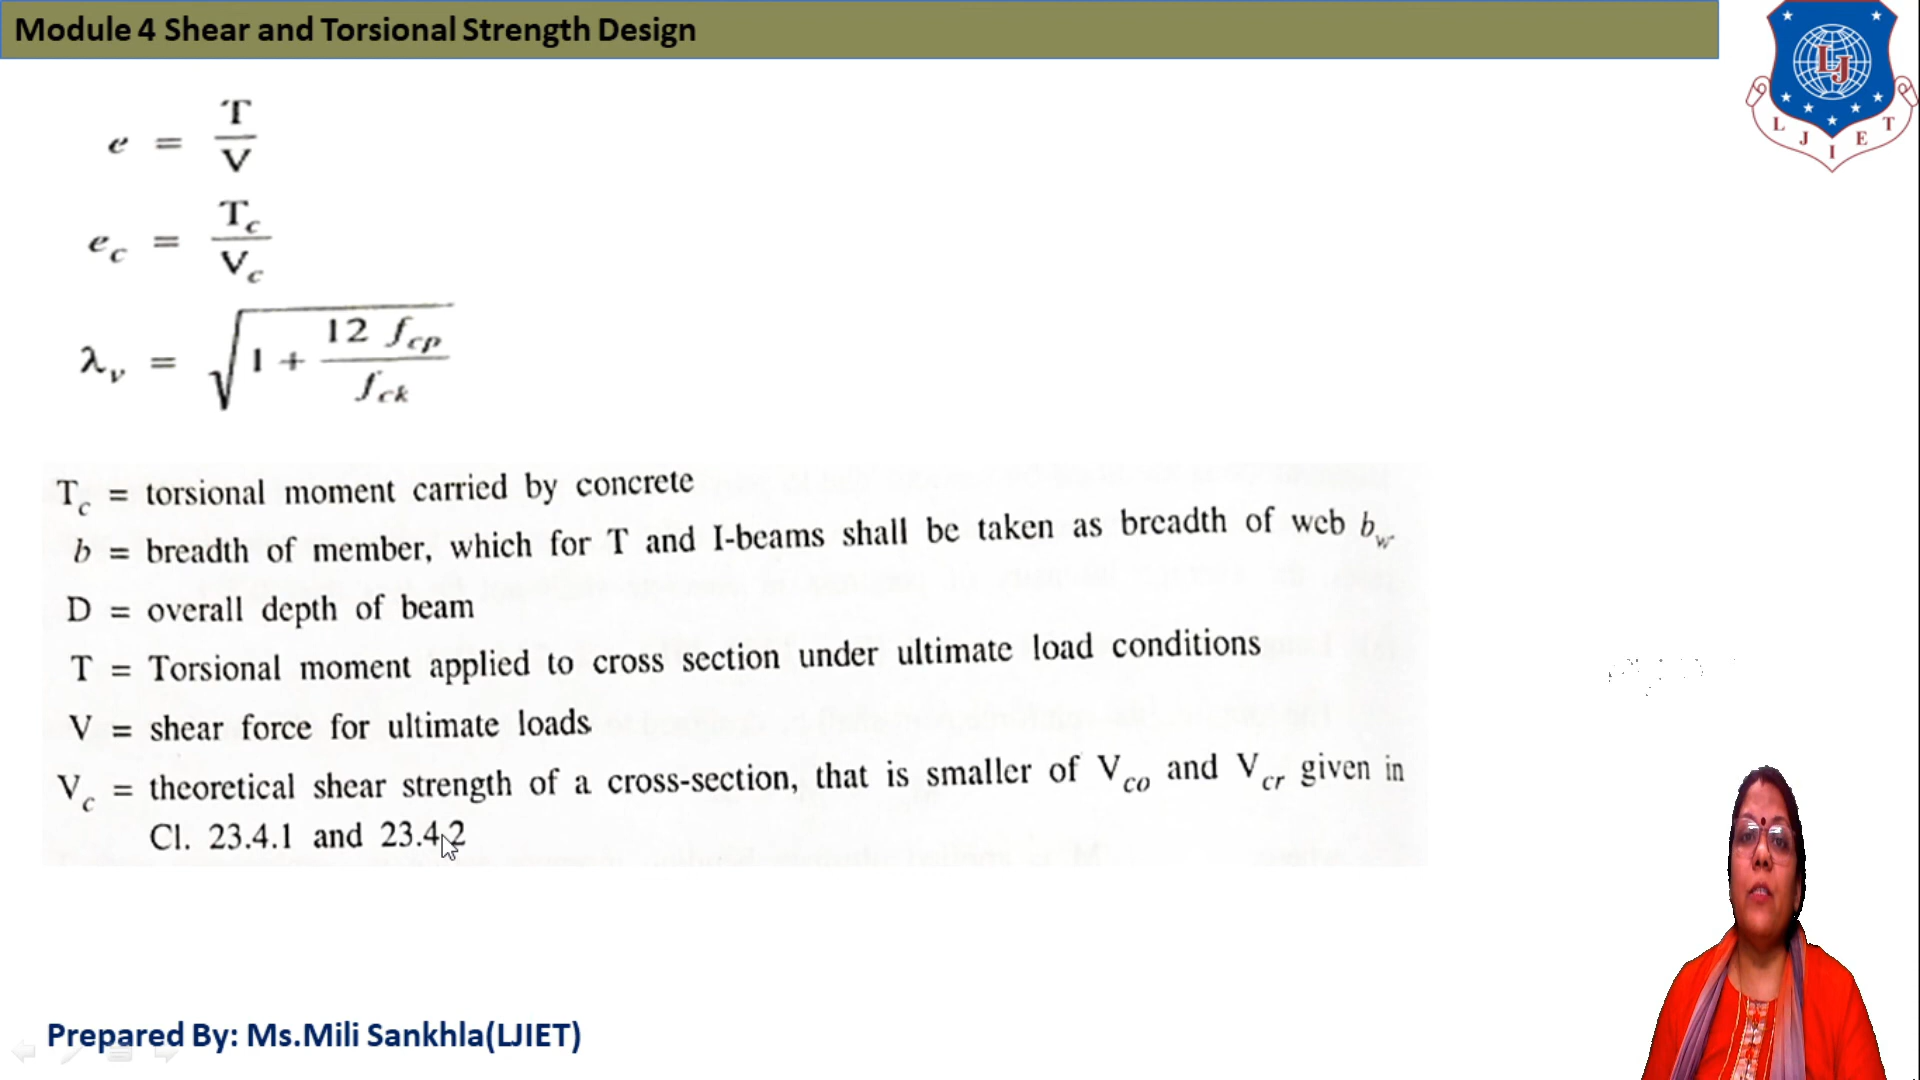 Module 4 Shear and Torsional Strength Design
e = T / V
e_c = T_c / V_c
λ_v = √(1 + 12 f_cp / f_ck)
T_c = torsional moment carried by concrete
b = breadth of member, which for T and I-beams shall be taken as breadth of web b_w
D = overall depth of beam
T = Torsional moment applied to cross section under ultimate load conditions
V = shear force for ultimate loads
V_c = theoretical shear strength of a cross-section, that is smaller of V_co and V_cr given in
Cl. 23.4.1 and 23.4.2
Prepared By: Ms.Mili Sankhla(LJIET)
LJ
L J I E T